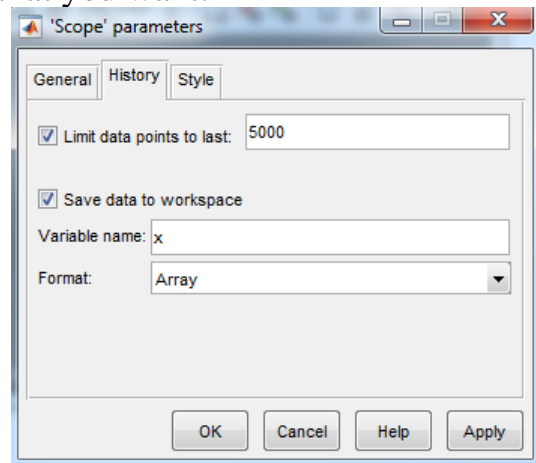 'Scope' parameters
General History Style
Limit data points to last: 5000
Save data to workspace
Variable name: x
Format: Array
OK Cancel Help Apply